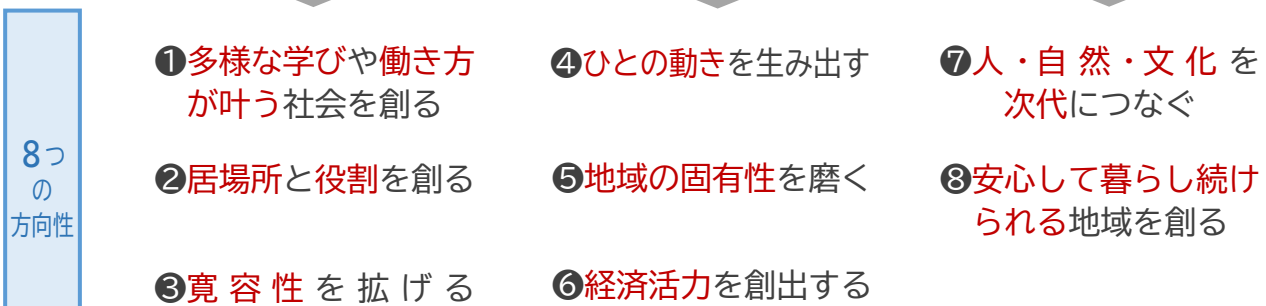 8つ
の
方向性
❶多様な学びや働き方
が叶う社会を創る
❷居場所と役割を創る
❸寛容性を拡げる
❹ひとの動きを生み出す
❺地域の固有性を磨く
❻経済活力を創出する
❼人・自然・文化を
次代につなぐ
❽安心して暮らし続け
られる地域を創る